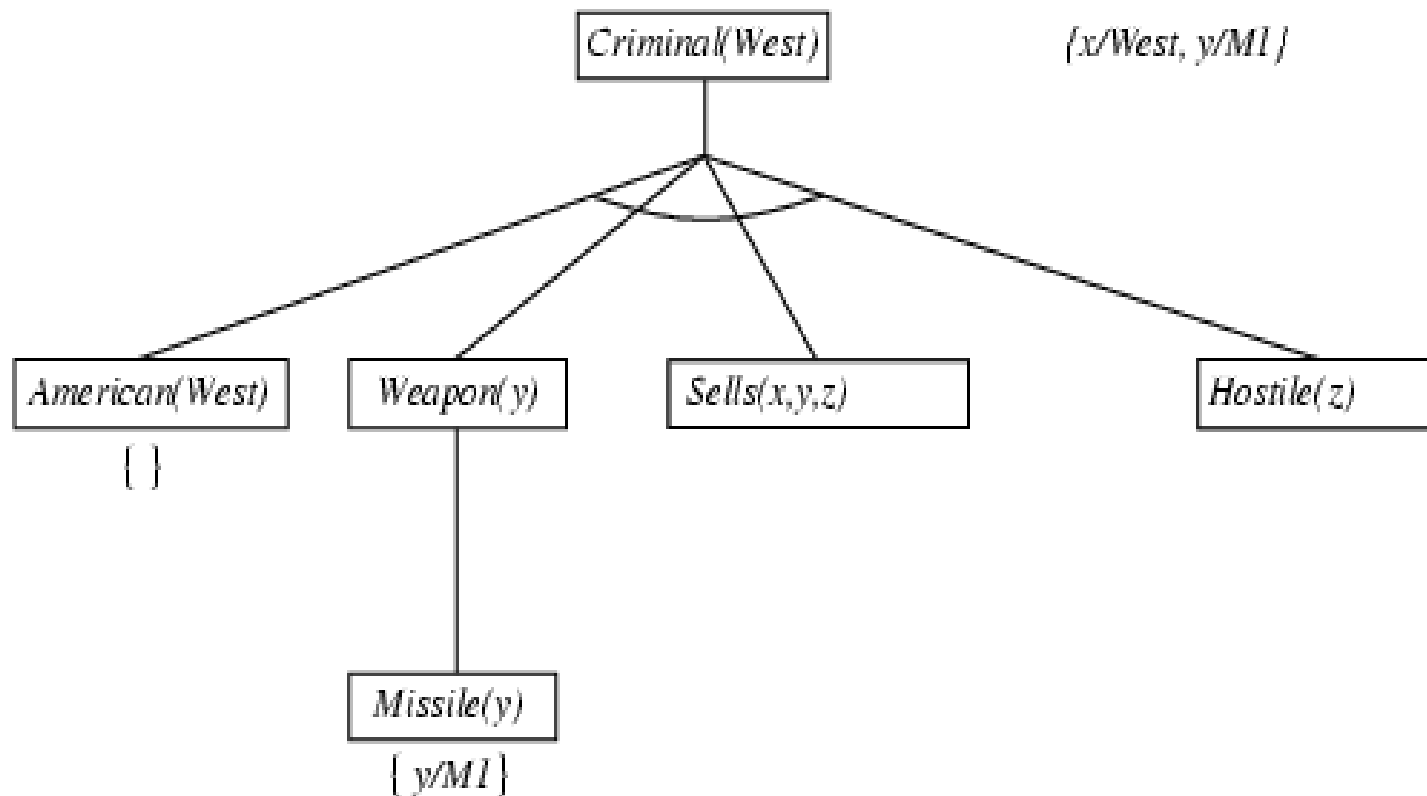 Criminal(West)
{x/West, y/M1}
American(West)
Weapon(y)
Sells(x,y,z)
Hostile(z)
{ }
Missile(y)
{ y/M1 }